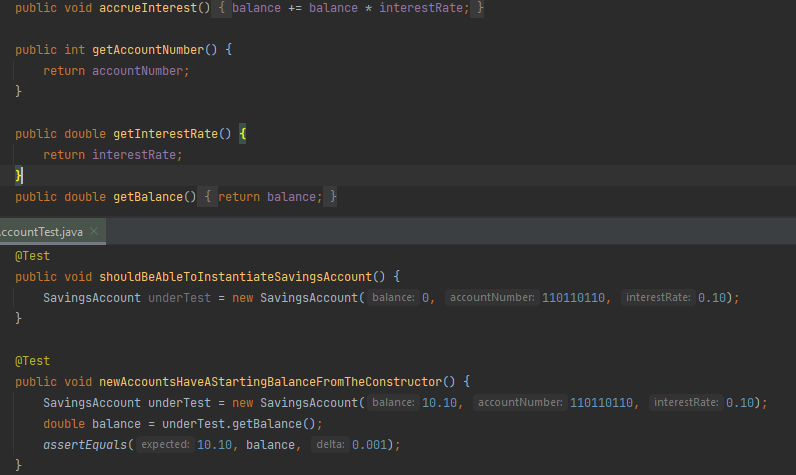 public void accrueInterest() { balance += balance * interestRate; }
public int getAccountNumber() {
return accountNumber;
}
public double getInterestRate() {
return interestRate;
}
public double getBalance() { return balance; }
ccountTest.java ×
@Test
public void shouldBeAbleToInstantiateSavingsAccount() {
SavingsAccount underTest = new SavingsAccount( balance: 0, accountNumber: 110110110, interestRate: 0.10);
}
@Test
public void newAccountsHaveAStartingBalanceFromTheConstructor() {
SavingsAccount underTest = new SavingsAccount( balance: 10.10, accountNumber: 110110110, interestRate: 0.10);
double balance = underTest.getBalance();
assertEquals( expected: 10.10, balance, delta: 0.001);
}